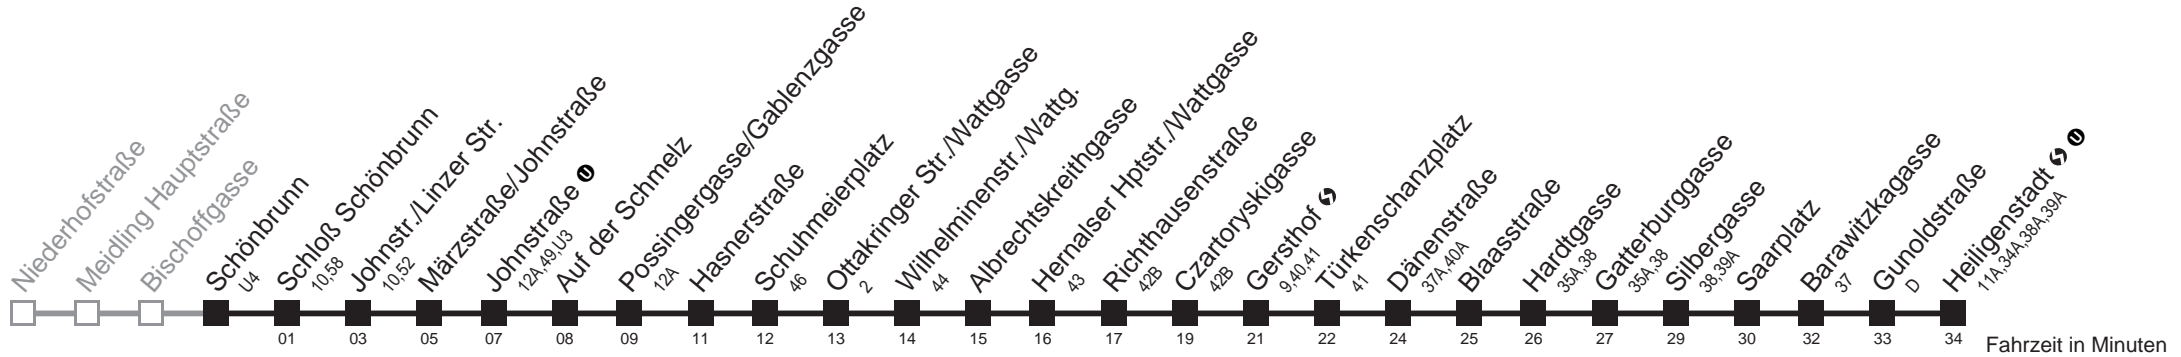 Niederhofstraße
Meidling Hauptstraße
Bischoffgasse
Schönbrunn
U4
Schloß Schönbrunn
10,58
Johnstr./Linzer Str.
10,52
Märzstraße/Johnstraße
Johnstraße U
12A,49,U3
Auf der Schmelz
Possingergasse/Gablenzgasse
12A
Hasnerstraße
Schuhmeierplatz
46
Ottakringer Str./Wattgasse
2
Wilhelminenstr./Wattg.
44
Albrechtskreithgasse
Hernalser Hptstr./Wattgasse
43
Richthausenstraße
42B
Czartoryskigasse
42B
Gersthof S
9,40,41
Türkenschanzplatz
41
Dänenstraße
37A,40A
Blaasstraße
Hardtgasse
35A,38
Gatterburggasse
35A,38
Silbergasse
38,39A
Saarplatz
Barawitzkagasse
37
Gunoldstraße
D
Heiligenstadt S U
11A,34A,38A,39A
01 03 05 07 08 09 11 12 13 14 15 16 17 19 21 22 24 25 26 27 29 30 32 33 34 Fahrzeit in Minuten